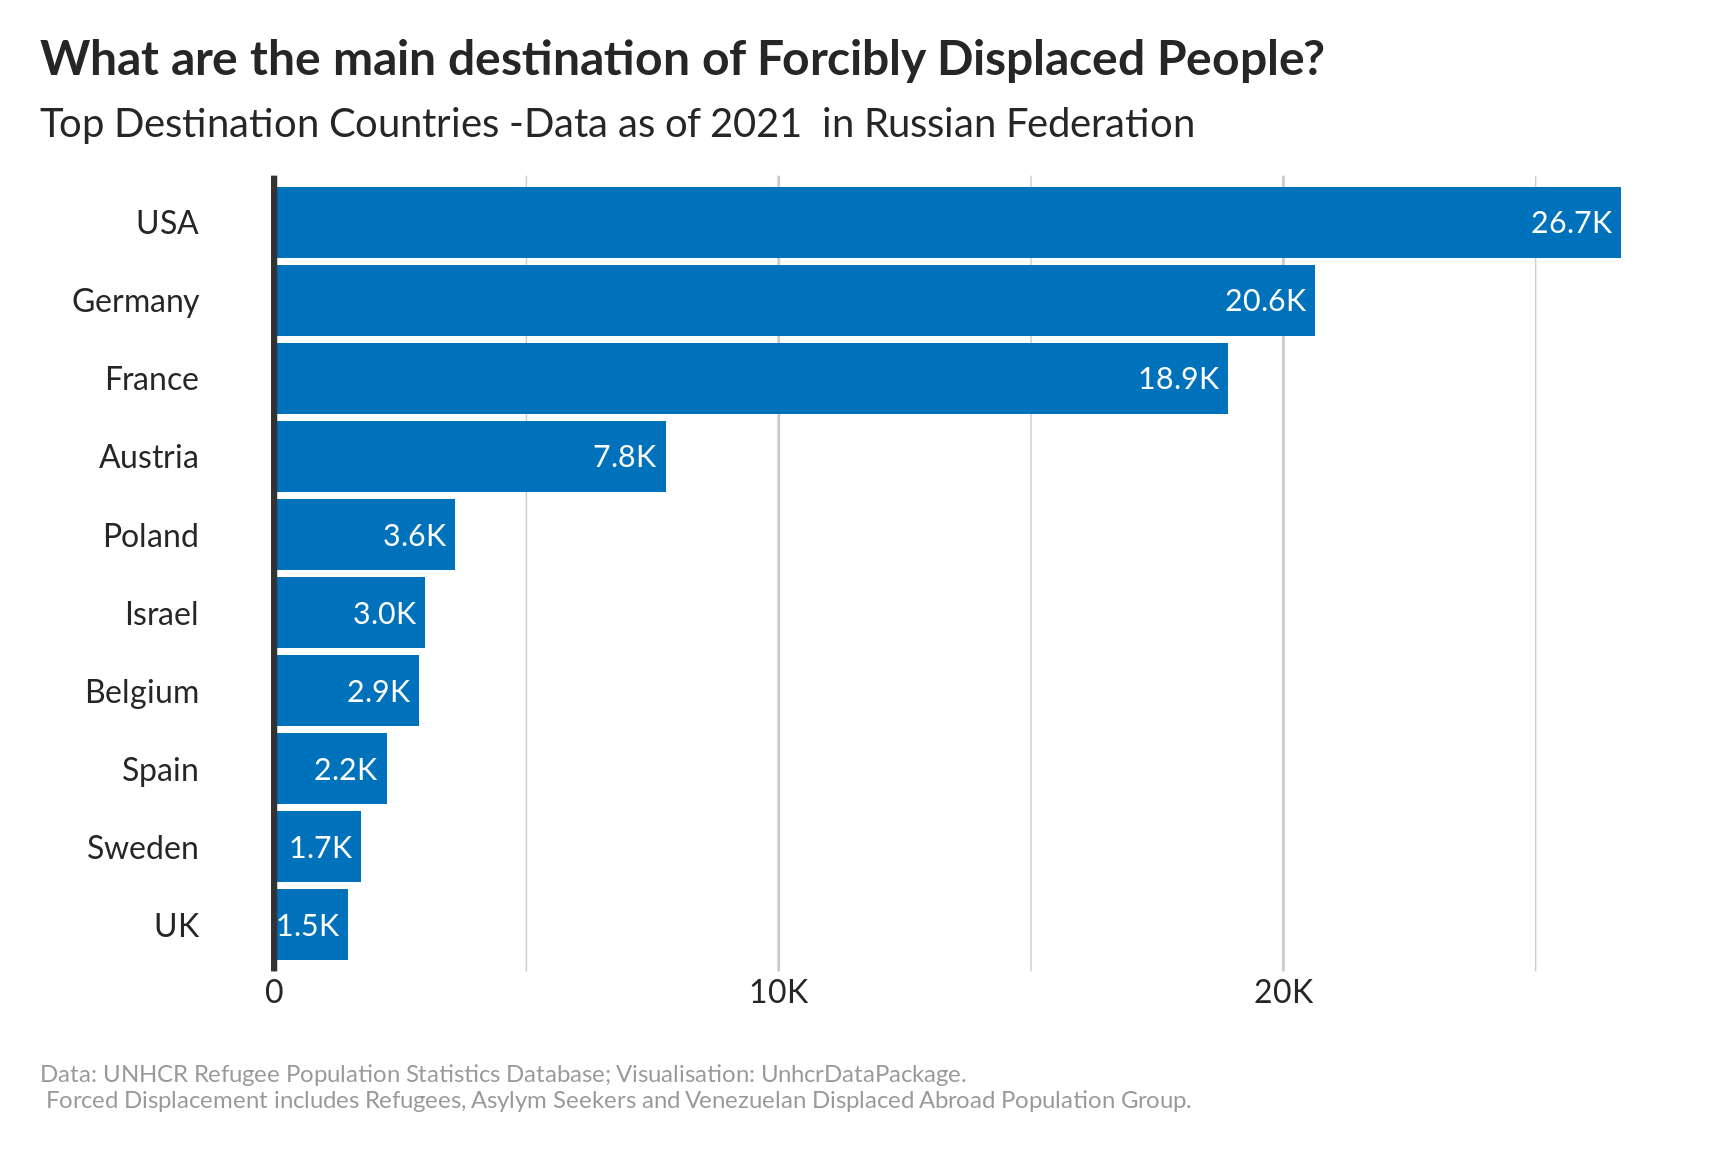 What are the main destination of Forcibly Displaced People?
Top Destination Countries -Data as of 2021  in Russian Federation
USA 26.7K
Germany 20.6K
France 18.9K
Austria 7.8K
Poland 3.6K
Israel 3.0K
Belgium 2.9K
Spain 2.2K
Sweden 1.7K
UK 1.5K
0 10K 20K
Data: UNHCR Refugee Population Statistics Database; Visualisation: UnhcrDataPackage.
Forced Displacement includes Refugees, Asylym Seekers and Venezuelan Displaced Abroad Population Group.